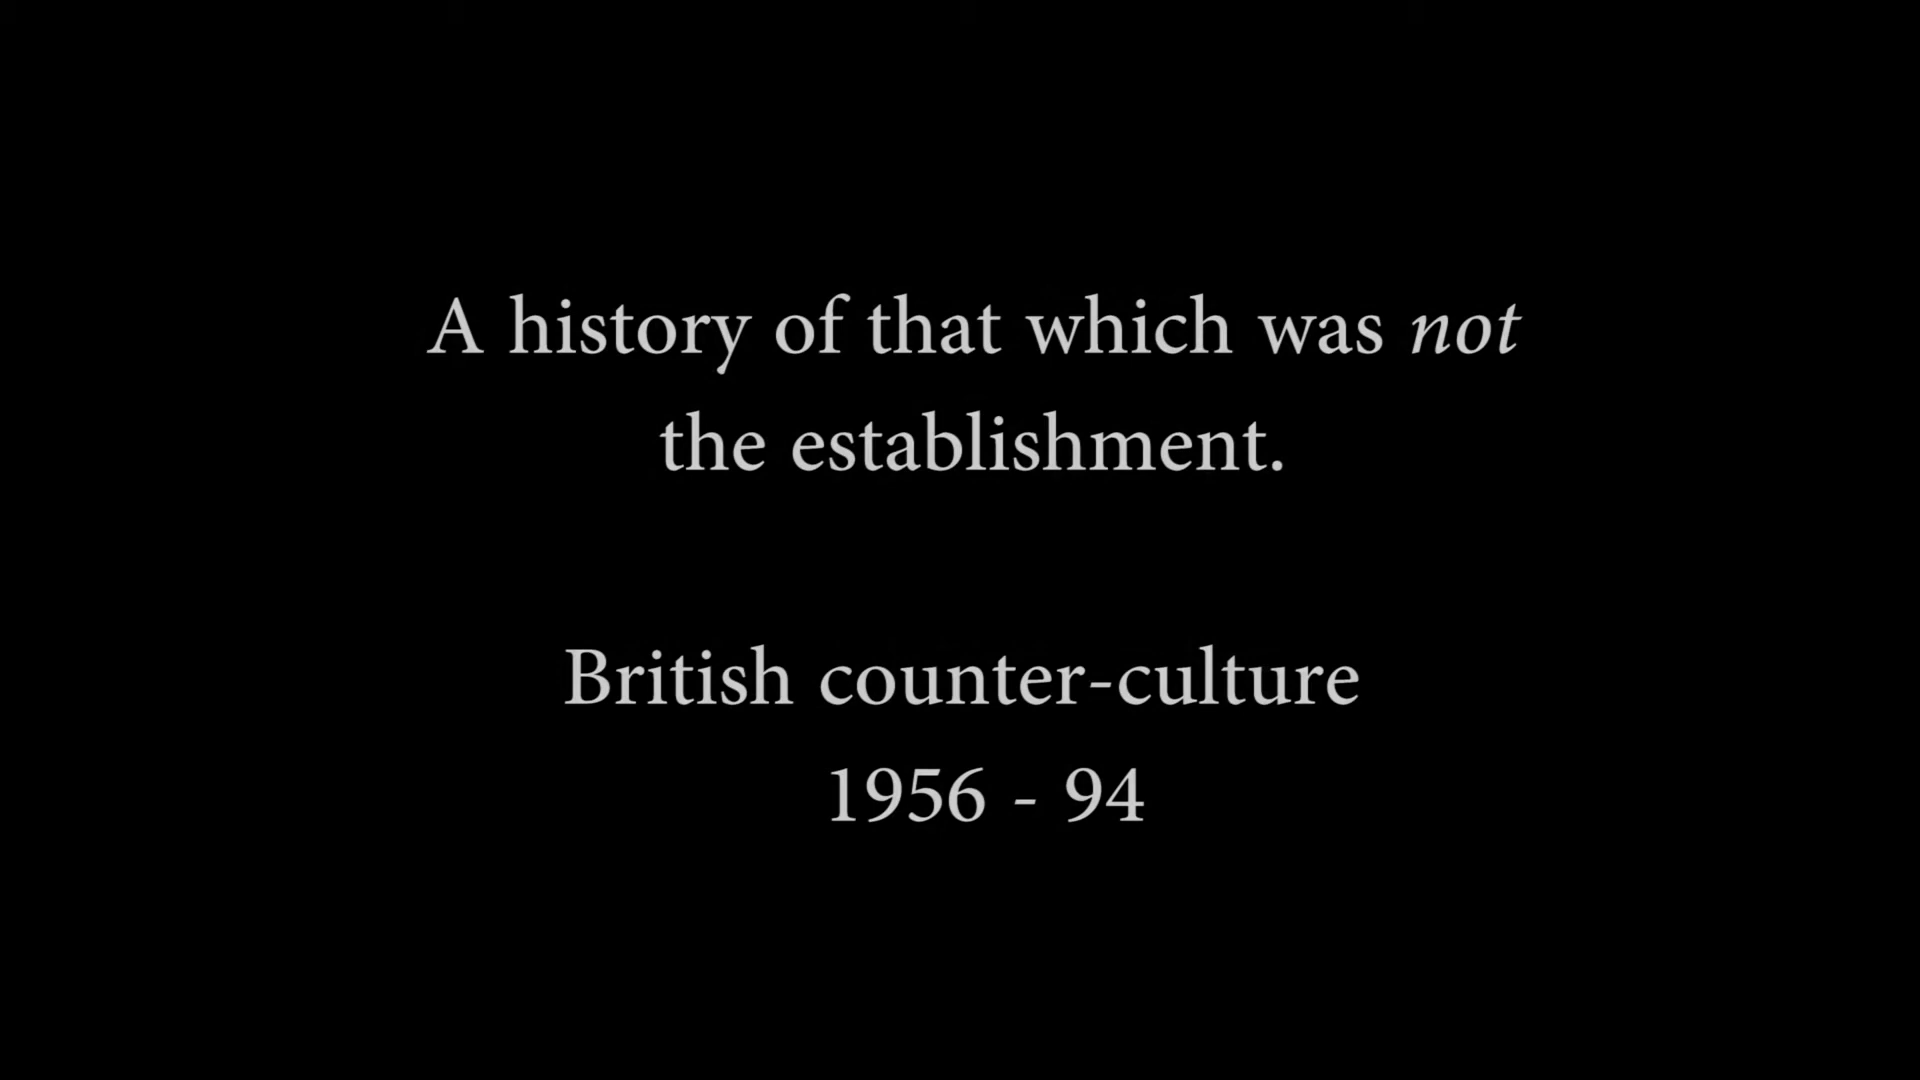 A history of that which was not
the establishment.
British counter-culture
1956 - 94